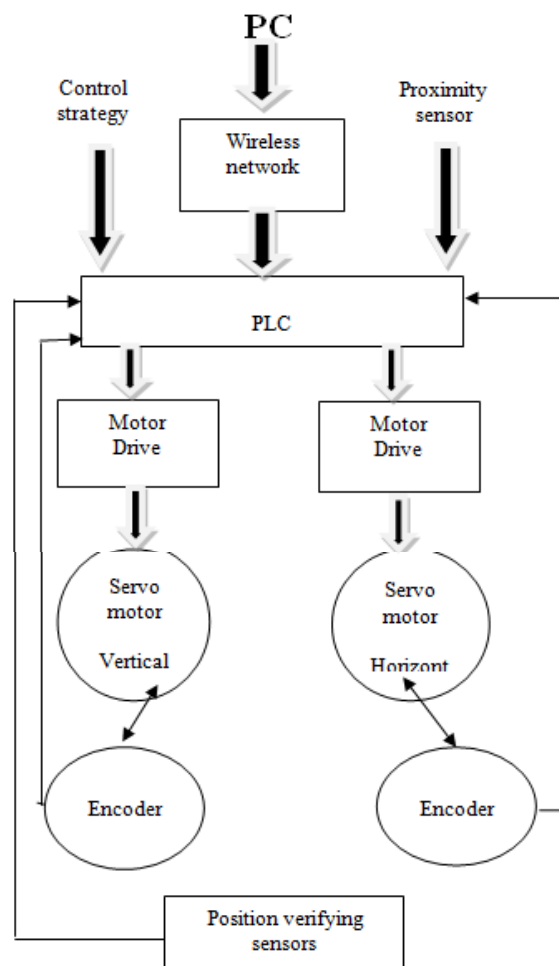 PC
Control
strategy
Proximity
sensor
Wireless
network
PLC
Motor
Drive
Motor
Drive
Servo
motor
Vertical
Servo
motor
Horizont
Encoder
Encoder
Position verifying
sensors